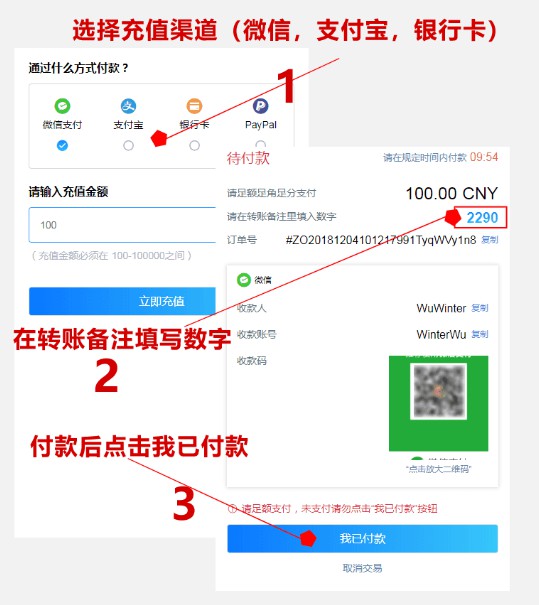 选择充值渠道（微信，支付宝，银行卡）
通过什么方式付款？
1
微信支付 支付宝 银行卡 PayPal
请输入充值金额
100
（充值金额必须在 100-100000之间）
立即充值
待付款 请在规定时间内付款 09:54
请足额足角足分支付 100.00 CNY
请在转账备注里填入数字 2290
订单号 #ZO20181204101217991TyqWVy1n8 复制
微信
收款人 WuWinter 复制
收款账号 WinterWu 复制
收款码
"点击放大二维码"
在转账备注填写数字
2
付款后点击我已付款
3
请足额支付，未支付请勿点击"我已付款"按钮
我已付款
取消交易